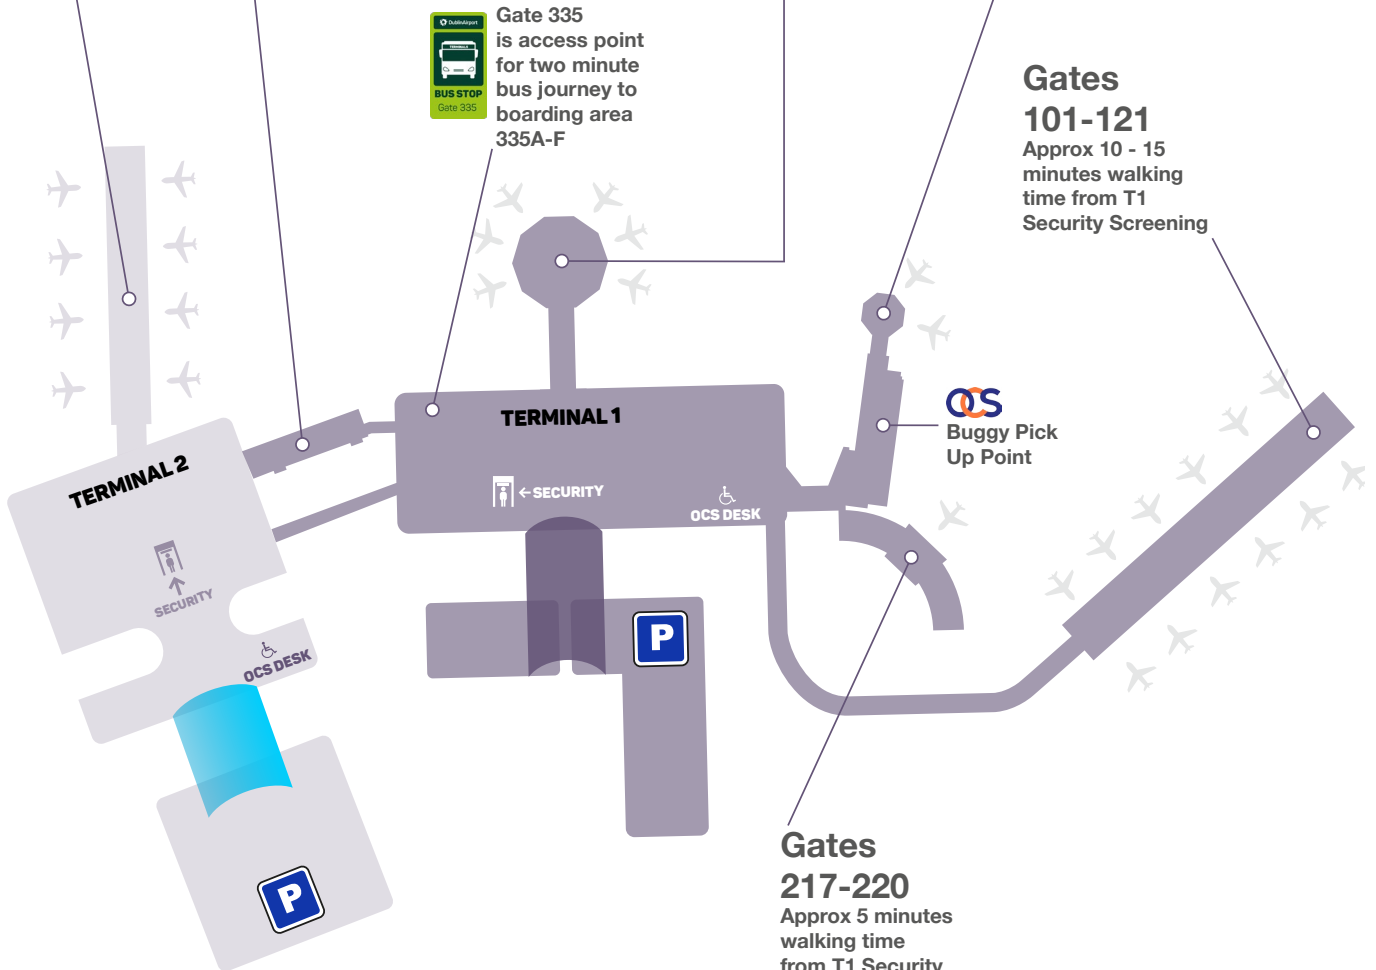 Gate 335
is access point
for two minute
bus journey to
boarding area
335A-F
DublinAirport
TERMINAL 2
BUS STOP
Gate 335
Gates
101-121
Approx 10 - 15
minutes walking
time from T1
Security Screening
OCS
Buggy Pick
Up Point
TERMINAL 1
←SECURITY
OCS DESK
TERMINAL 2
SECURITY
OCS DESK
P
P
Gates
217-220
Approx 5 minutes
walking time
from T1 Security